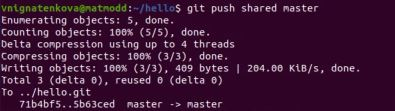 vnignatenkova@matmodd:~/hello$ git push shared master
Enumerating objects: 5, done.
Counting objects: 100% (5/5), done.
Delta compression using up to 4 threads
Compressing objects: 100% (3/3), done.
Writing objects: 100% (3/3), 409 bytes | 204.00 KiB/s, done.
Total 3 (delta 0), reused 0 (delta 0)
To ../hello.git
   71b4bf5..5b63ced  master -> master